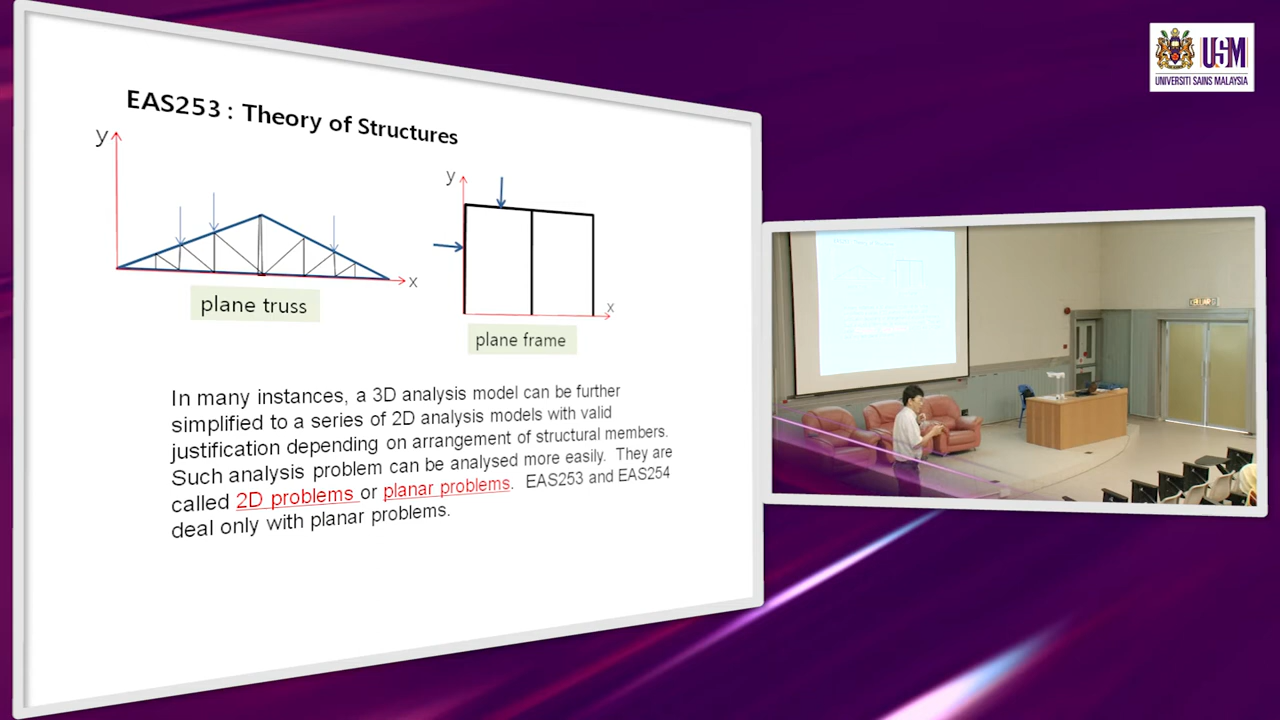 EAS253 : Theory of Structures
y
x
plane truss
y
x
plane frame
In many instances, a 3D analysis model can be further
simplified to a series of 2D analysis models with valid
justification depending on arrangement of structural members.
Such analysis problem can be analysed more easily. They are
called 2D problems or planar problems. EAS253 and EAS254
deal only with planar problems.
USM
UNIVERSITI SAINS MALAYSIA